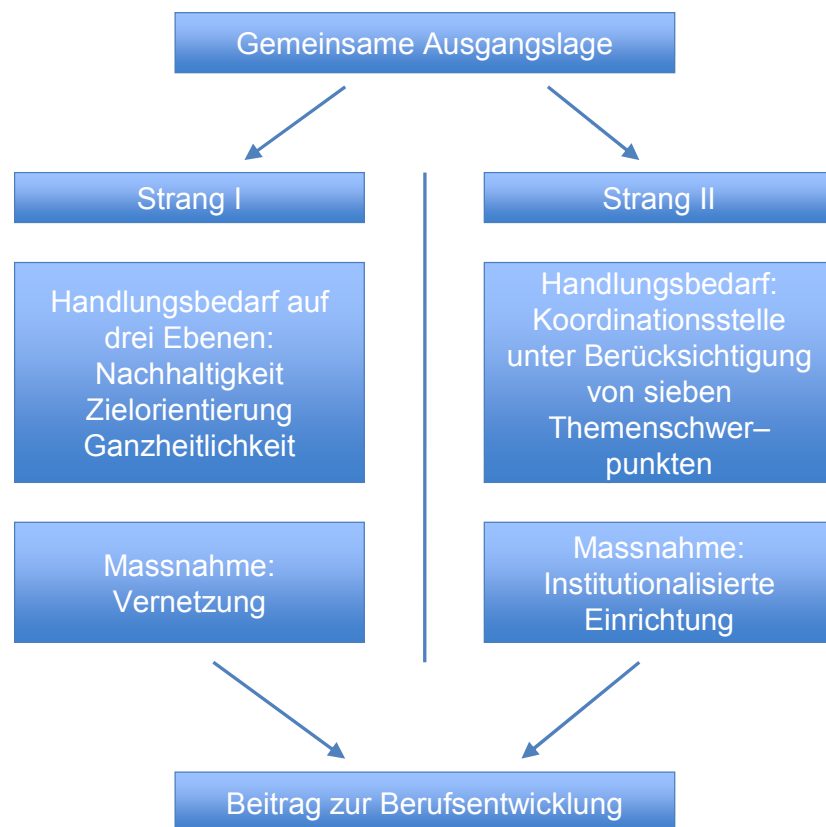 Gemeinsame Ausgangslage
Strang I
Handlungsbedarf auf
drei Ebenen:
Nachhaltigkeit
Zielorientierung
Ganzheitlichkeit
Massnahme:
Vernetzung
Strang II
Handlungsbedarf:
Koordinationsstelle
unter Berücksichtigung
von sieben
Themenschwer–
punkten
Massnahme:
Institutionalisierte
Einrichtung
Beitrag zur Berufsentwicklung